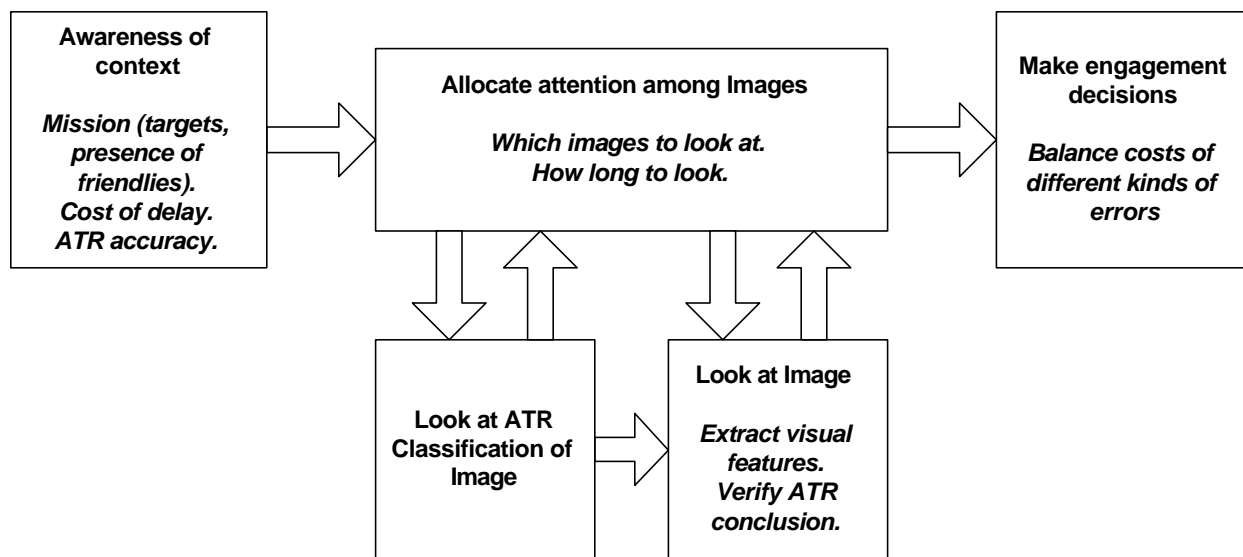 Awareness of
context
Mission (targets,
presence of
friendlies).
Cost of delay.
ATR accuracy.
Allocate attention among Images
Which images to look at.
How long to look.
Make engagement
decisions
Balance costs of
different kinds of
errors
Look at ATR
Classification of
Image
Look at Image
Extract visual
features.
Verify ATR
conclusion.